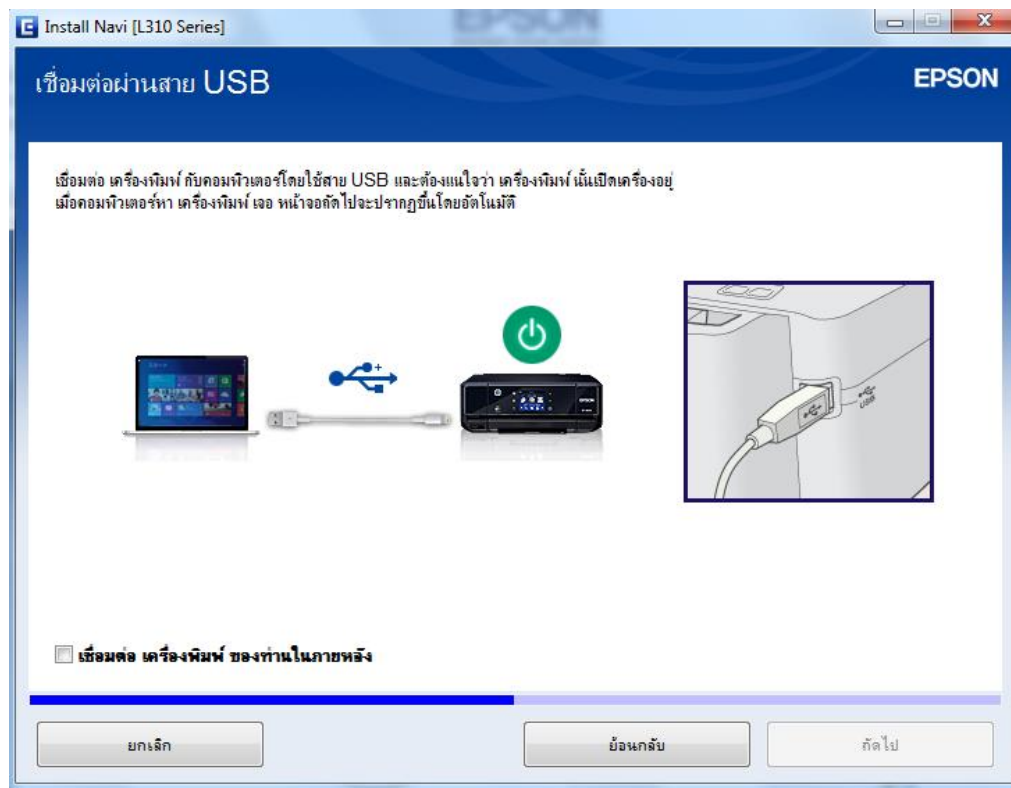 Install Navi [L310 Series]
EPSON
เชื่อมต่อผ่านสาย USB
EPSON
เชื่อมต่อ เครื่องพิมพ์ กับคอมพิวเตอร์โดยใช้สาย USB และต้องแน่ใจว่า เครื่องพิมพ์ นั้นเปิดเครื่องอยู่
เมื่อคอมพิวเตอร์หา เครื่องพิมพ์ เจอ หน้าจอถัดไปจะปรากฏขึ้นโดยอัตโนมัติ
EPSON
USB
เชื่อมต่อ เครื่องพิมพ์ ของท่านในภายหลัง
ยกเลิก
ย้อนกลับ
ถัดไป